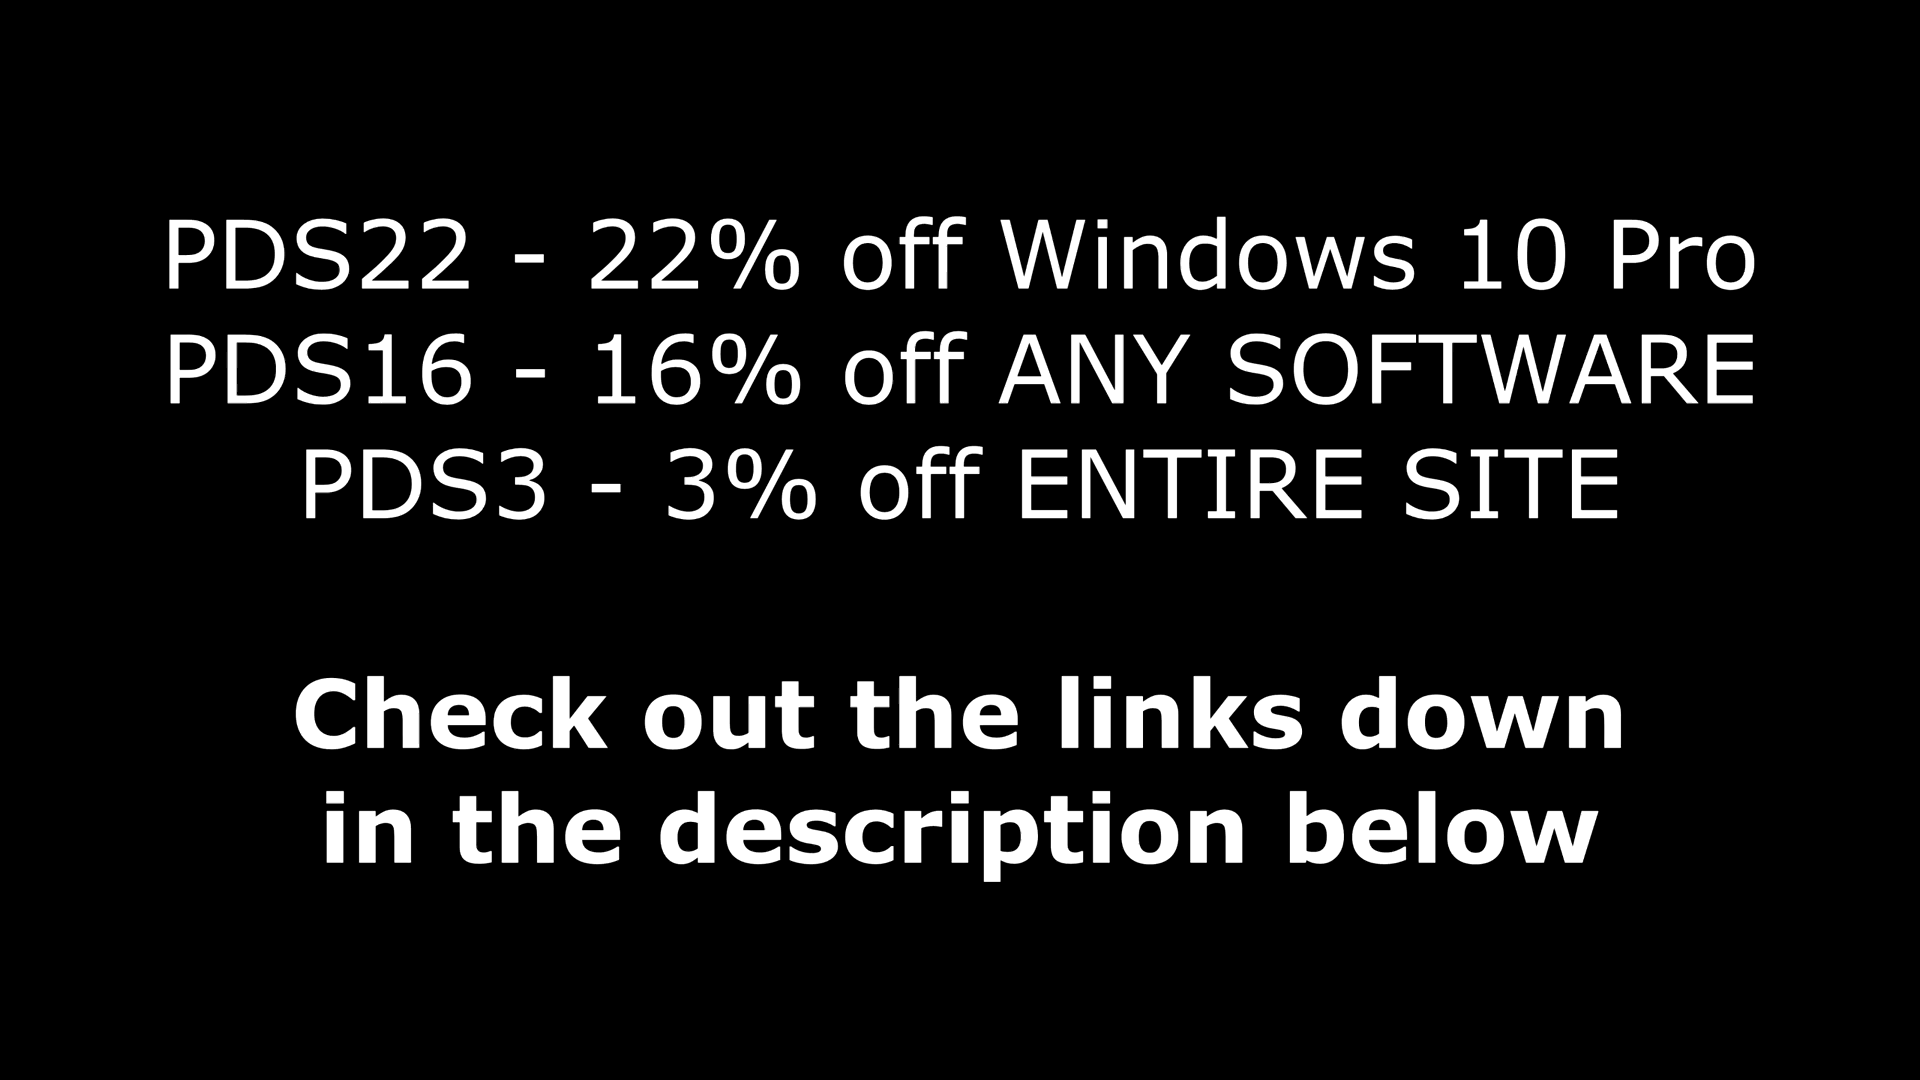 PDS22 - 22% off Windows 10 Pro
PDS16 - 16% off ANY SOFTWARE
PDS3 - 3% off ENTIRE SITE
Check out the links down
in the description below